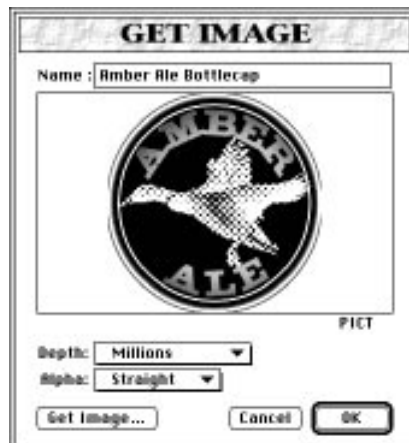 GET IMAGE
Name : Amber Ale Bottlecap
AMBER
ALE
PICT
Depth: Millions
Alpha: Straight
Get Image... Cancel OK